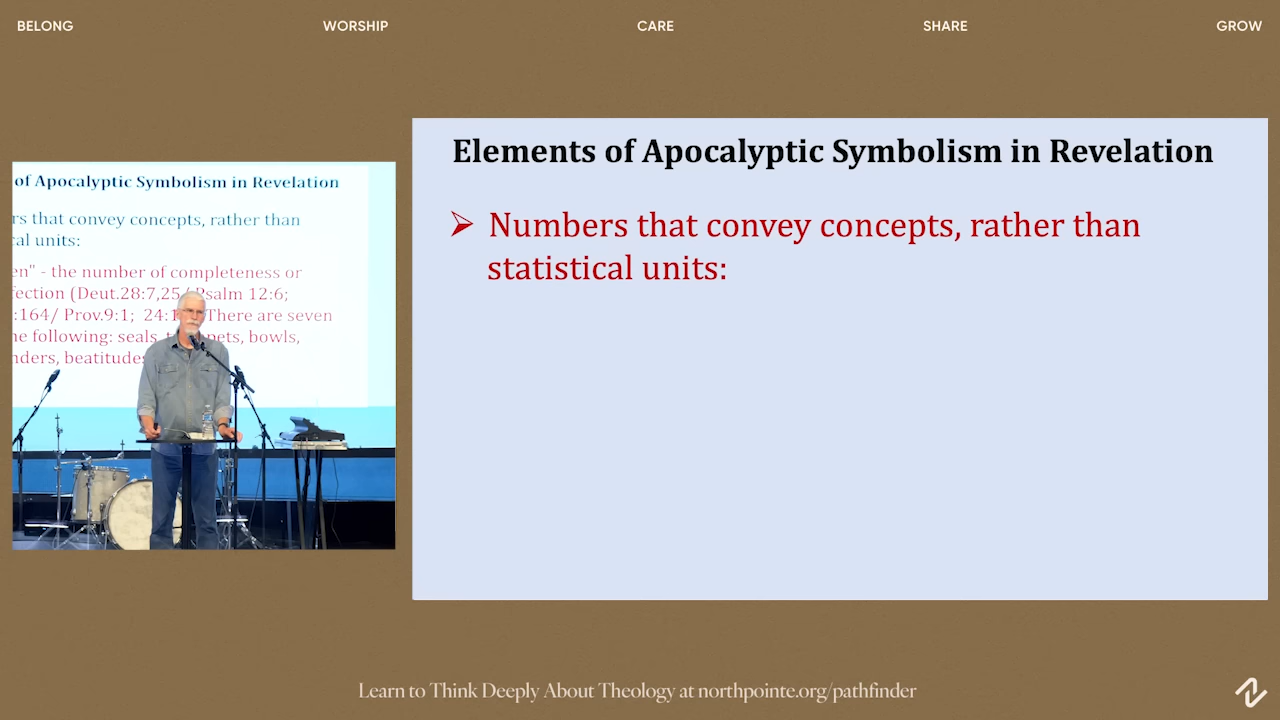 BELONG
WORSHIP
CARE
SHARE
GROW
of Apocalyptic Symbolism in Revelation
rs that convey concepts, rather than
cal units:
en" - the number of completeness or
fection (Deut.28:7,25/ Psalm 12:6;
:164/ Prov.9:1; There are seven
he following: seals, bowls,
nders, beatitudes
Elements of Apocalyptic Symbolism in Revelation
➢ Numbers that convey concepts, rather than
statistical units:
Learn to Think Deeply About Theology at northpointe.org/pathfinder